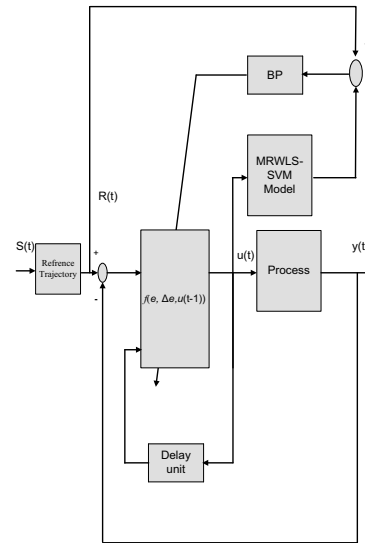 BP
MRWLS-
SVM
Model
R(t)
S(t)
Refrence
Trajectory
+
-
f(e, Δe,u(t-1))
u(t)
Process
y(t
Delay
unit